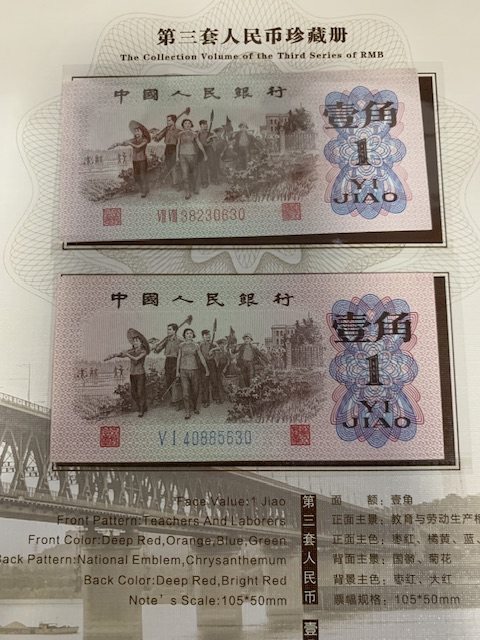 第三套人民币珍藏册
The Collection Volume of the Third Series of RMB
中國人民銀行
壹角
1
YI
JIAO
VII VIII 38230630
中國人民銀行
壹角
1
YI
JIAO
V I 40885630
Face Value:1 Jiao
Front Pattern:Teachers And Laborers
Front Color:Deep Red,Orange,Blue,Green
Back Pattern:National Emblem,Chrysanthemum
Back Color:Deep Red,Bright Red
Note's Scale:105*50mm
第三套人民币
壹
面 额：壹角
正面主景：教育与劳动生产相
正面主色：枣红、橘黄、蓝、
背面主景：国徽、菊花
背景主色：枣红、大红
票幅规格：105*50mm